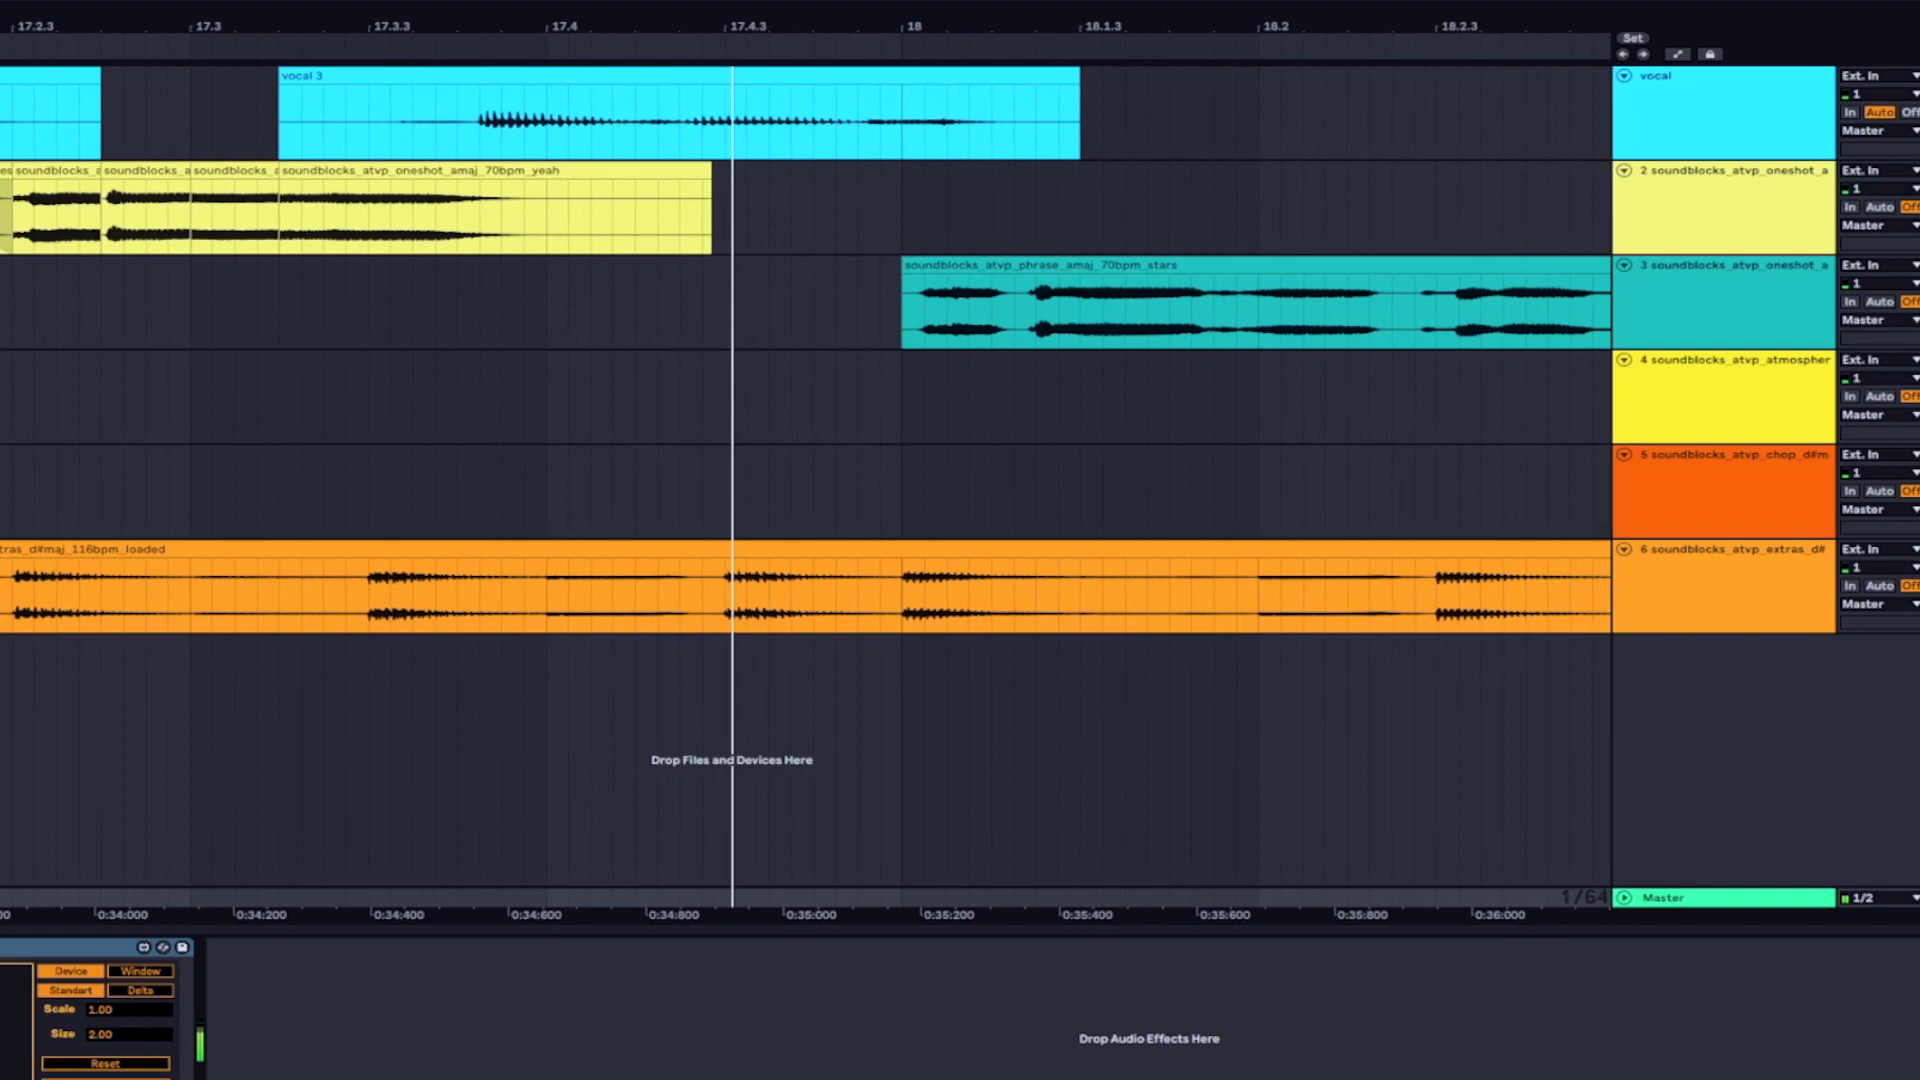 17.2.3 17.3 17.3.3 17.4 17.4.3 18 18.1.3 18.2 18.2.3
Set
vocal 3
vocal
Ext. In
1
In Auto Off
Master
soundblocks_a soundblocks_a soundblocks_a soundblocks_atvp_oneshot_amaj_70bpm_yeah
2 soundblocks_atvp_oneshot_a
Ext. In
1
In Auto Off
Master
soundblocks_atvp_phrase_amaj_70bpm_stars
3 soundblocks_atvp_oneshot_a
Ext. In
1
In Auto Off
Master
4 soundblocks_atvp_atmospher
Ext. In
1
In Auto Off
Master
5 soundblocks_atvp_chop_d#m
Ext. In
1
In Auto Off
Master
tras_d#maj_116bpm_loaded
6 soundblocks_atvp_extras_d#
Ext. In
1
In Auto Off
Master
Drop Files and Devices Here
1/64
Master
1/2
00 0:34:000 0:34:200 0:34:400 0:34:600 0:34:800 0:35:000 0:35:200 0:35:400 0:35:600 0:35:800 0:36:000
Device Window
Standart Delta
Scale 1.00
Size 2.00
Reset
Drop Audio Effects Here